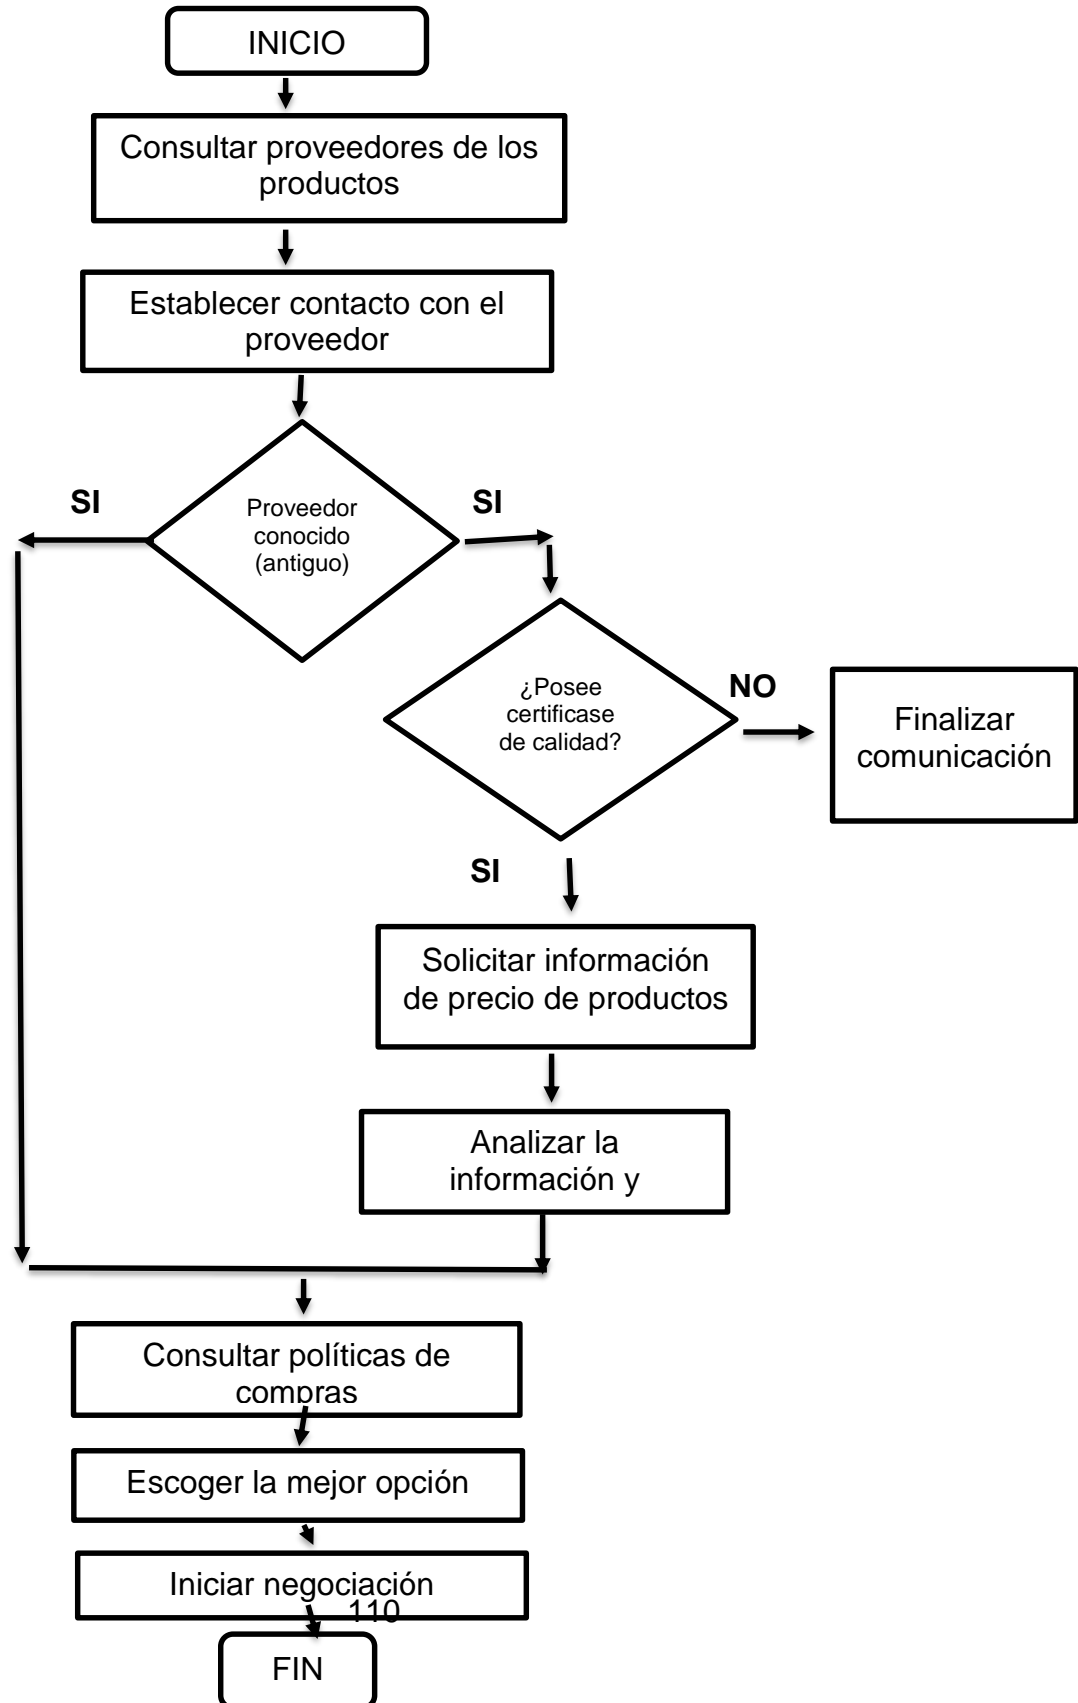 INICIO
Consultar proveedores de los
productos
Establecer contacto con el
proveedor
SI
Proveedor
conocido
(antiguo)
SI
¿Posee
certificase
de calidad?
NO
Finalizar
comunicación
SI
Solicitar información
de precio de productos
Analizar la
información y
Consultar políticas de
compras
Escoger la mejor opción
Iniciar negociación
110
FIN